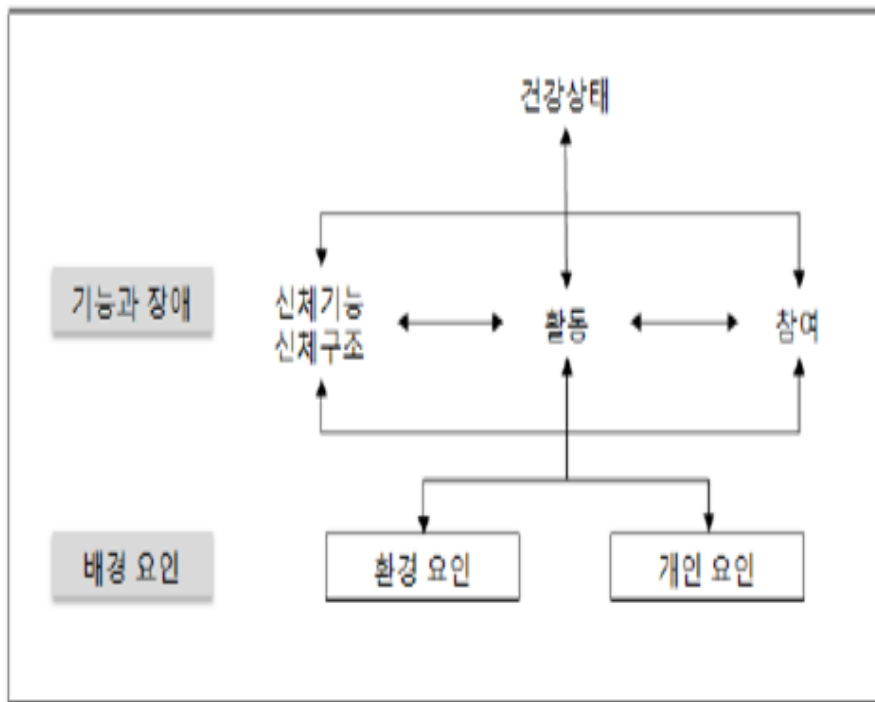 건강상태
기능과 장애
신체기능
신체구조
활동
참여
배경 요인
환경 요인
개인 요인